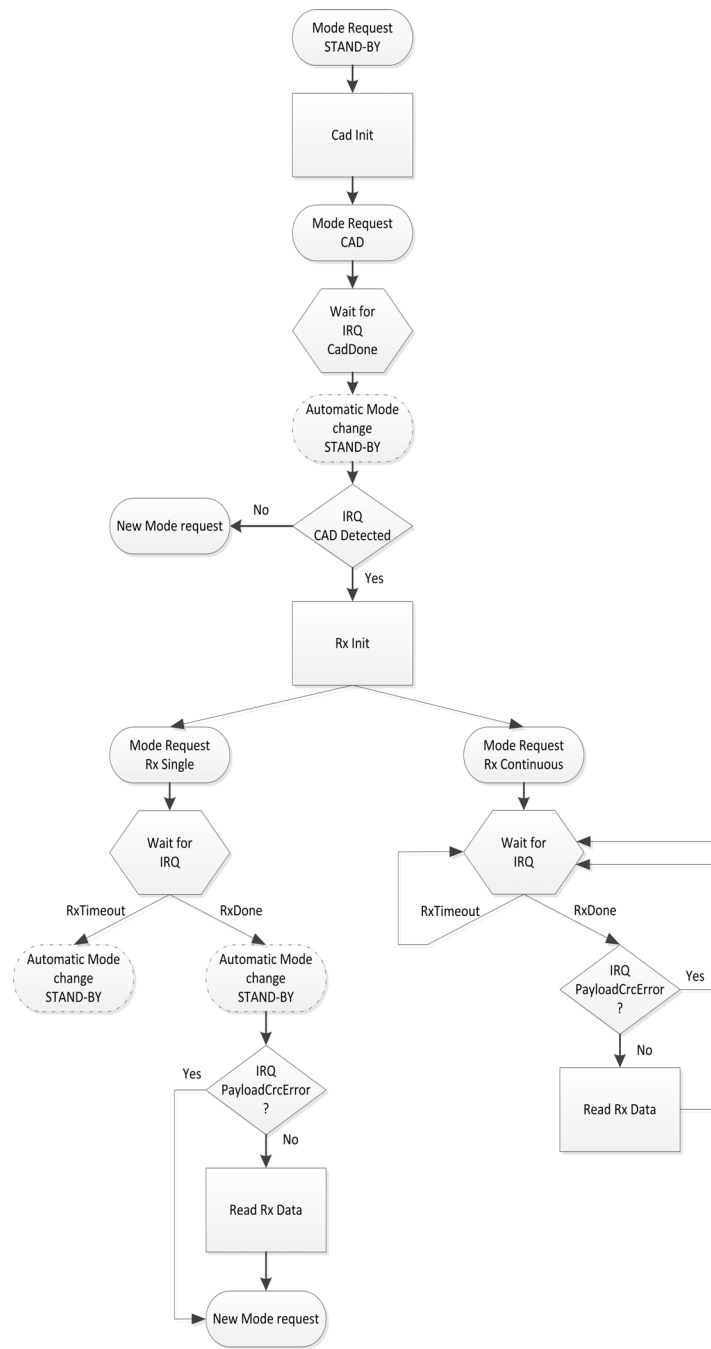 Mode Request
STAND-BY
Cad Init
Mode Request
CAD
Wait for
IRQ
CadDone
Automatic Mode
change
STAND-BY
IRQ
CAD Detected
No
New Mode request
Yes
Rx Init
Mode Request
Rx Single
Mode Request
Rx Continuous
Wait for
IRQ
Wait for
IRQ
RxTimeout
RxDone
RxTimeout
RxDone
Automatic Mode
change
STAND-BY
Automatic Mode
change
STAND-BY
IRQ
PayloadCrcError
?
Yes
No
Read Rx Data
Yes
IRQ
PayloadCrcError
?
No
Read Rx Data
New Mode request